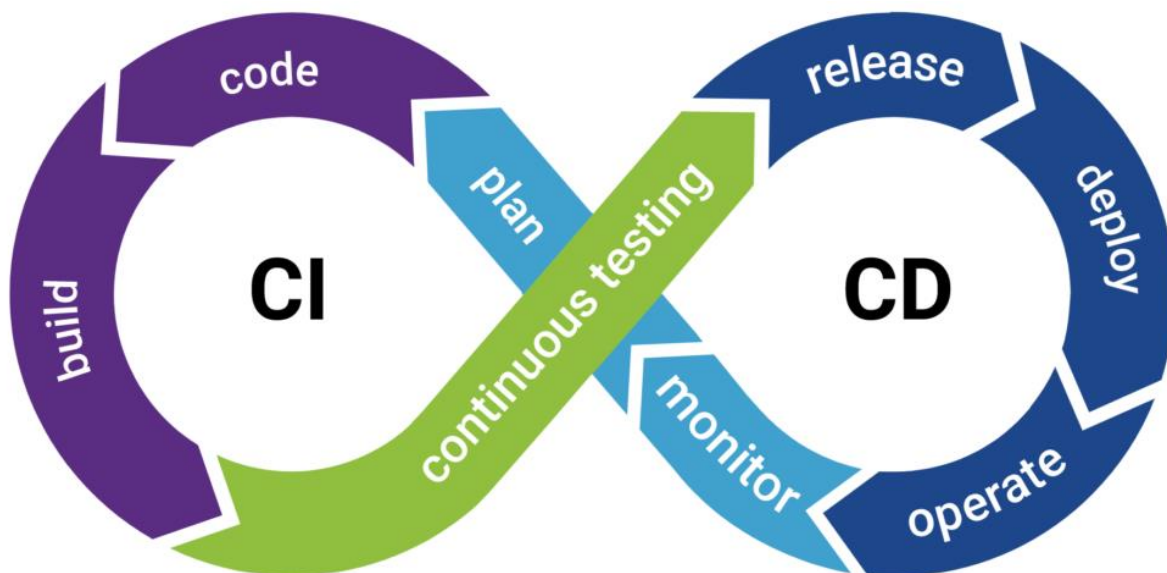 code
release
plan
deploy
CI
CD
build
continuous testing
monitor
operate